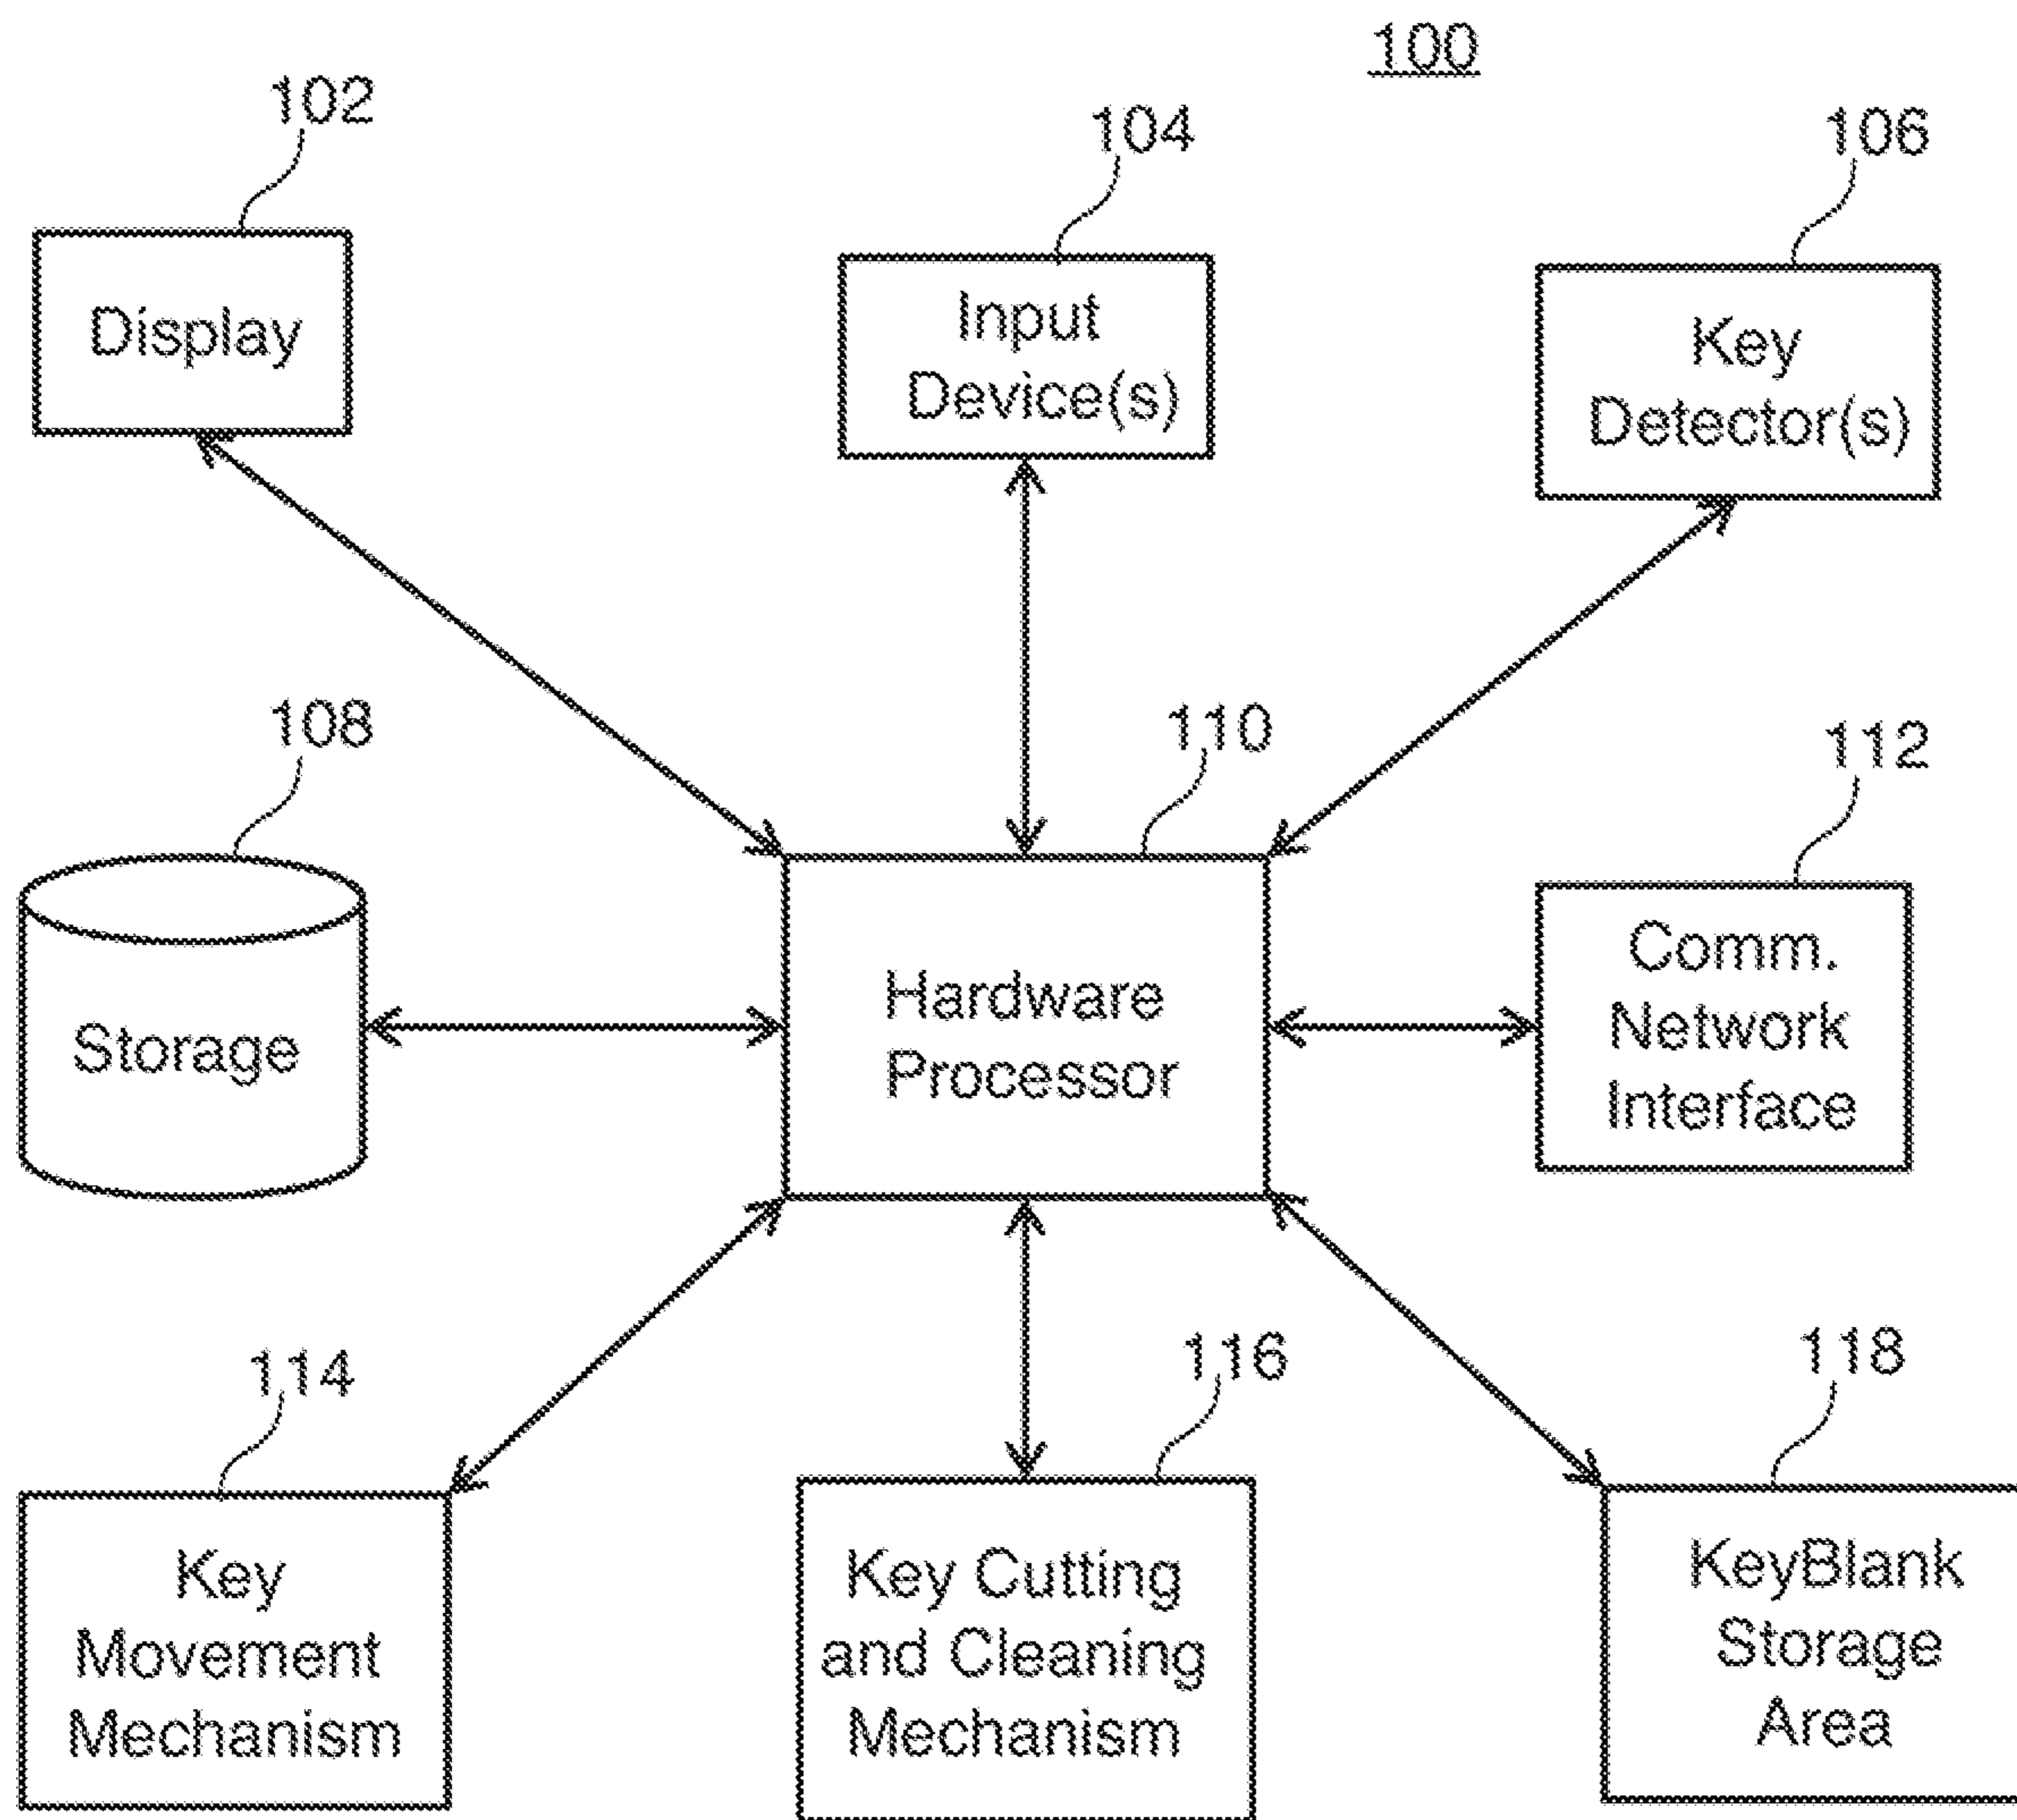 100
102
104
106
Display
Input
Device(s)
Key
Detector(s)
108
110
112
Storage
Hardware
Processor
Comm.
Network
Interface
114
116
118
Key
Movement
Mechanism
Key Cutting
and Cleaning
Mechanism
KeyBlank
Storage
Area